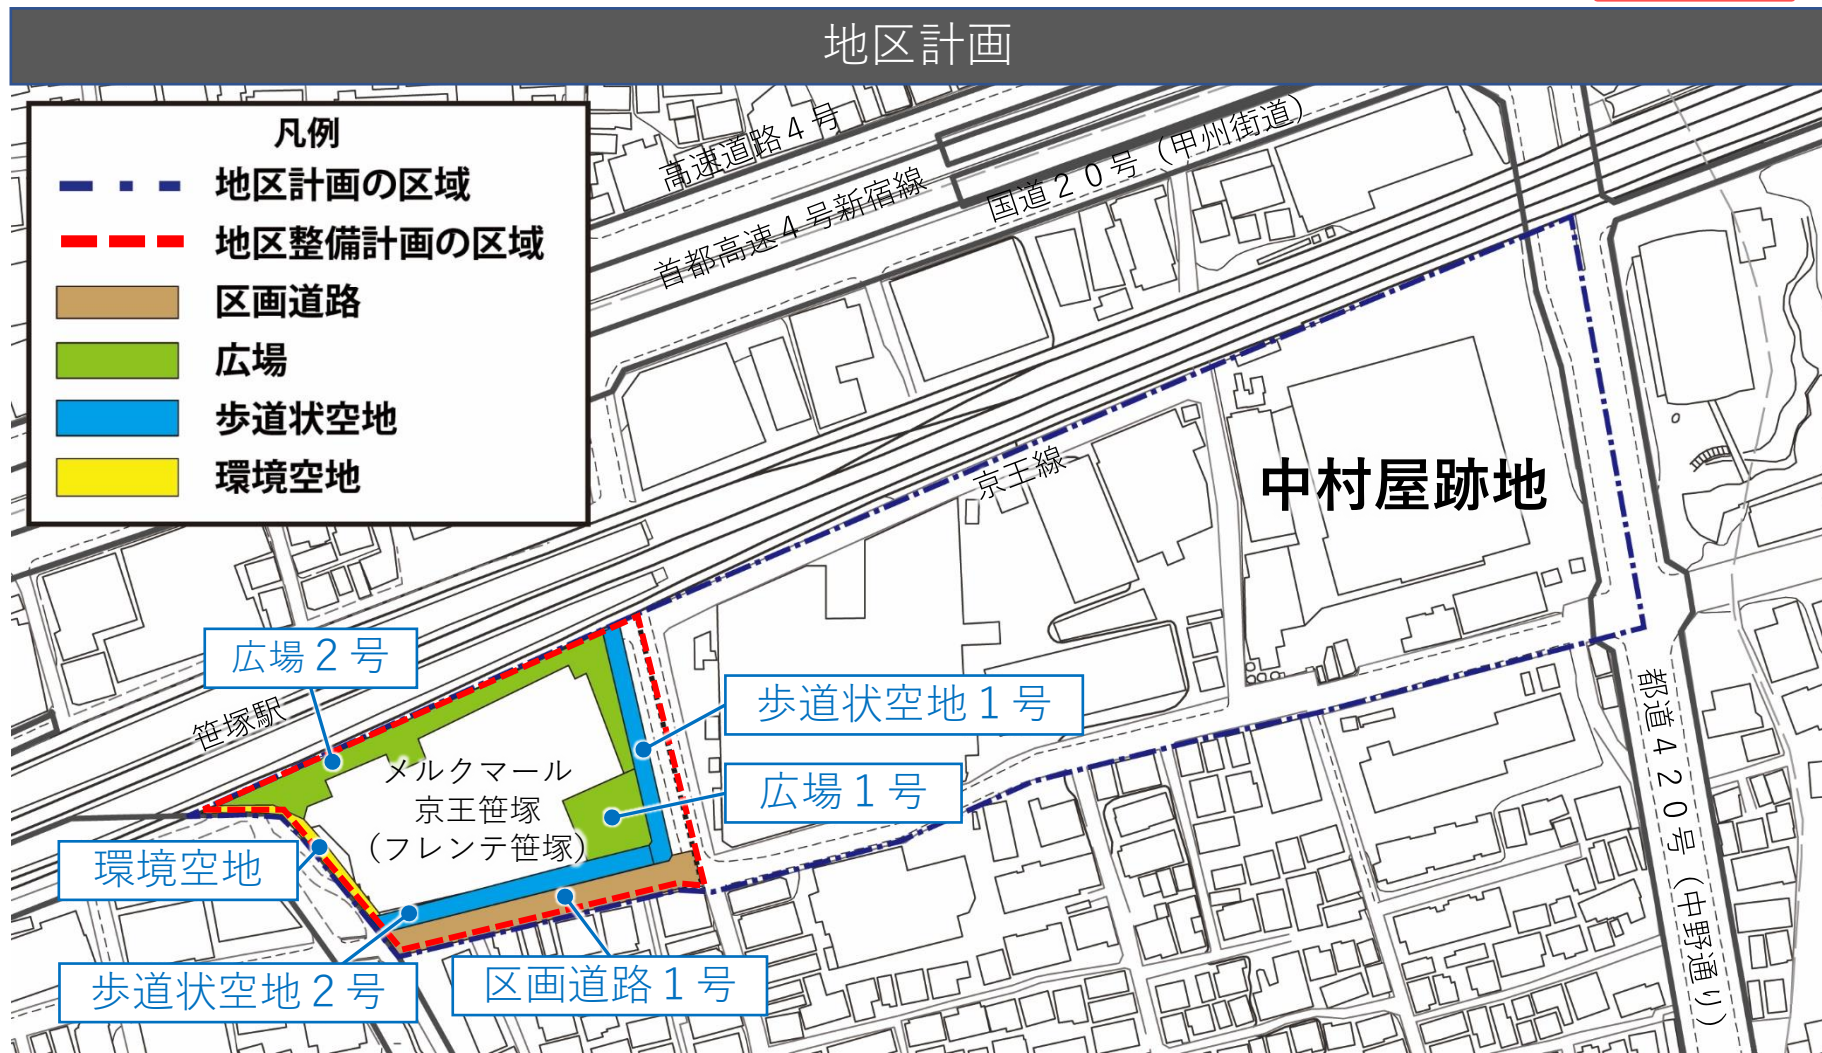 地区計画
凡例
地区計画の区域
地区整備計画の区域
区画道路
広場
歩道状空地
環境空地
高速道路４号
首都高速４号新宿線
国道２０号（甲州街道）
京王線
中村屋跡地
広場２号
笹塚駅
歩道状空地１号
メルクマール
京王笹塚
（フレンテ笹塚）
広場１号
環境空地
歩道状空地２号
区画道路１号
都道４２０号（中野通り）